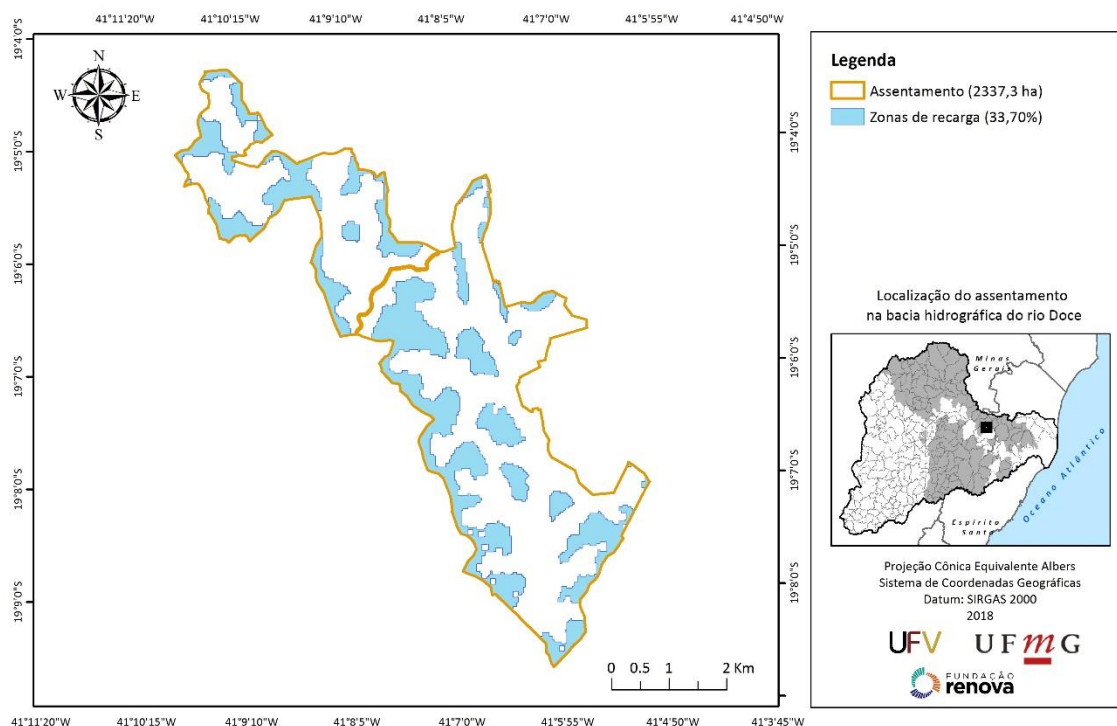 41°11'20"W 41°10'15"W 41°9'10"W 41°8'5"W 41°7'0"W 41°5'55"W 41°4'50"W
19°4'0"S
19°5'0"S
19°6'0"S
19°7'0"S
19°8'0"S
19°9'0"S
N
W E
S
19°4'0"S
19°5'0"S
19°6'0"S
19°7'0"S
19°8'0"S
0 0.5 1 2 Km
41°11'20"W 41°10'15"W 41°9'10"W 41°8'5"W 41°7'0"W 41°5'55"W 41°4'50"W 41°3'45"W
Legenda
Assentamento (2337,3 ha)
Zonas de recarga (33,70%)
Localização do assentamento
na bacia hidrográfica do rio Doce
Minas
Gerais
Oceano Atlântico
Espírito
Santo
Projeção Cônica Equivalente Albers
Sistema de Coordenadas Geográficas
Datum: SIRGAS 2000
2018
UFV UFmG
FUNDAÇÃO
renova